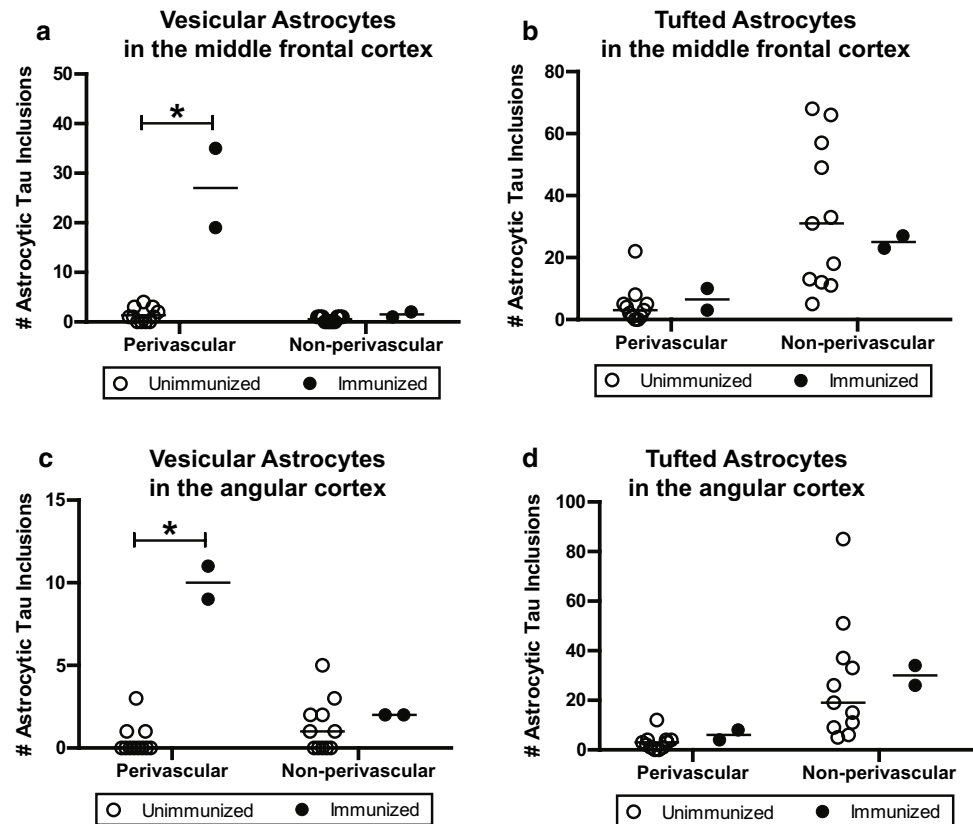 a
Vesicular Astrocytes
in the middle frontal cortex
# Astrocytic Tau Inclusions
50
40
30
20
10
0
*
Perivascular
Non-perivascular
Unimmunized
Immunized
b
Tufted Astrocytes
in the middle frontal cortex
# Astrocytic Tau Inclusions
80
60
40
20
0
Perivascular
Non-perivascular
Unimmunized
Immunized
c
Vesicular Astrocytes
in the angular cortex
# Astrocytic Tau Inclusions
15
10
5
0
*
Perivascular
Non-perivascular
Unimmunized
Immunized
d
Tufted Astrocytes
in the angular cortex
# Astrocytic Tau Inclusions
100
80
60
40
20
0
Perivascular
Non-perivascular
Unimmunized
Immunized